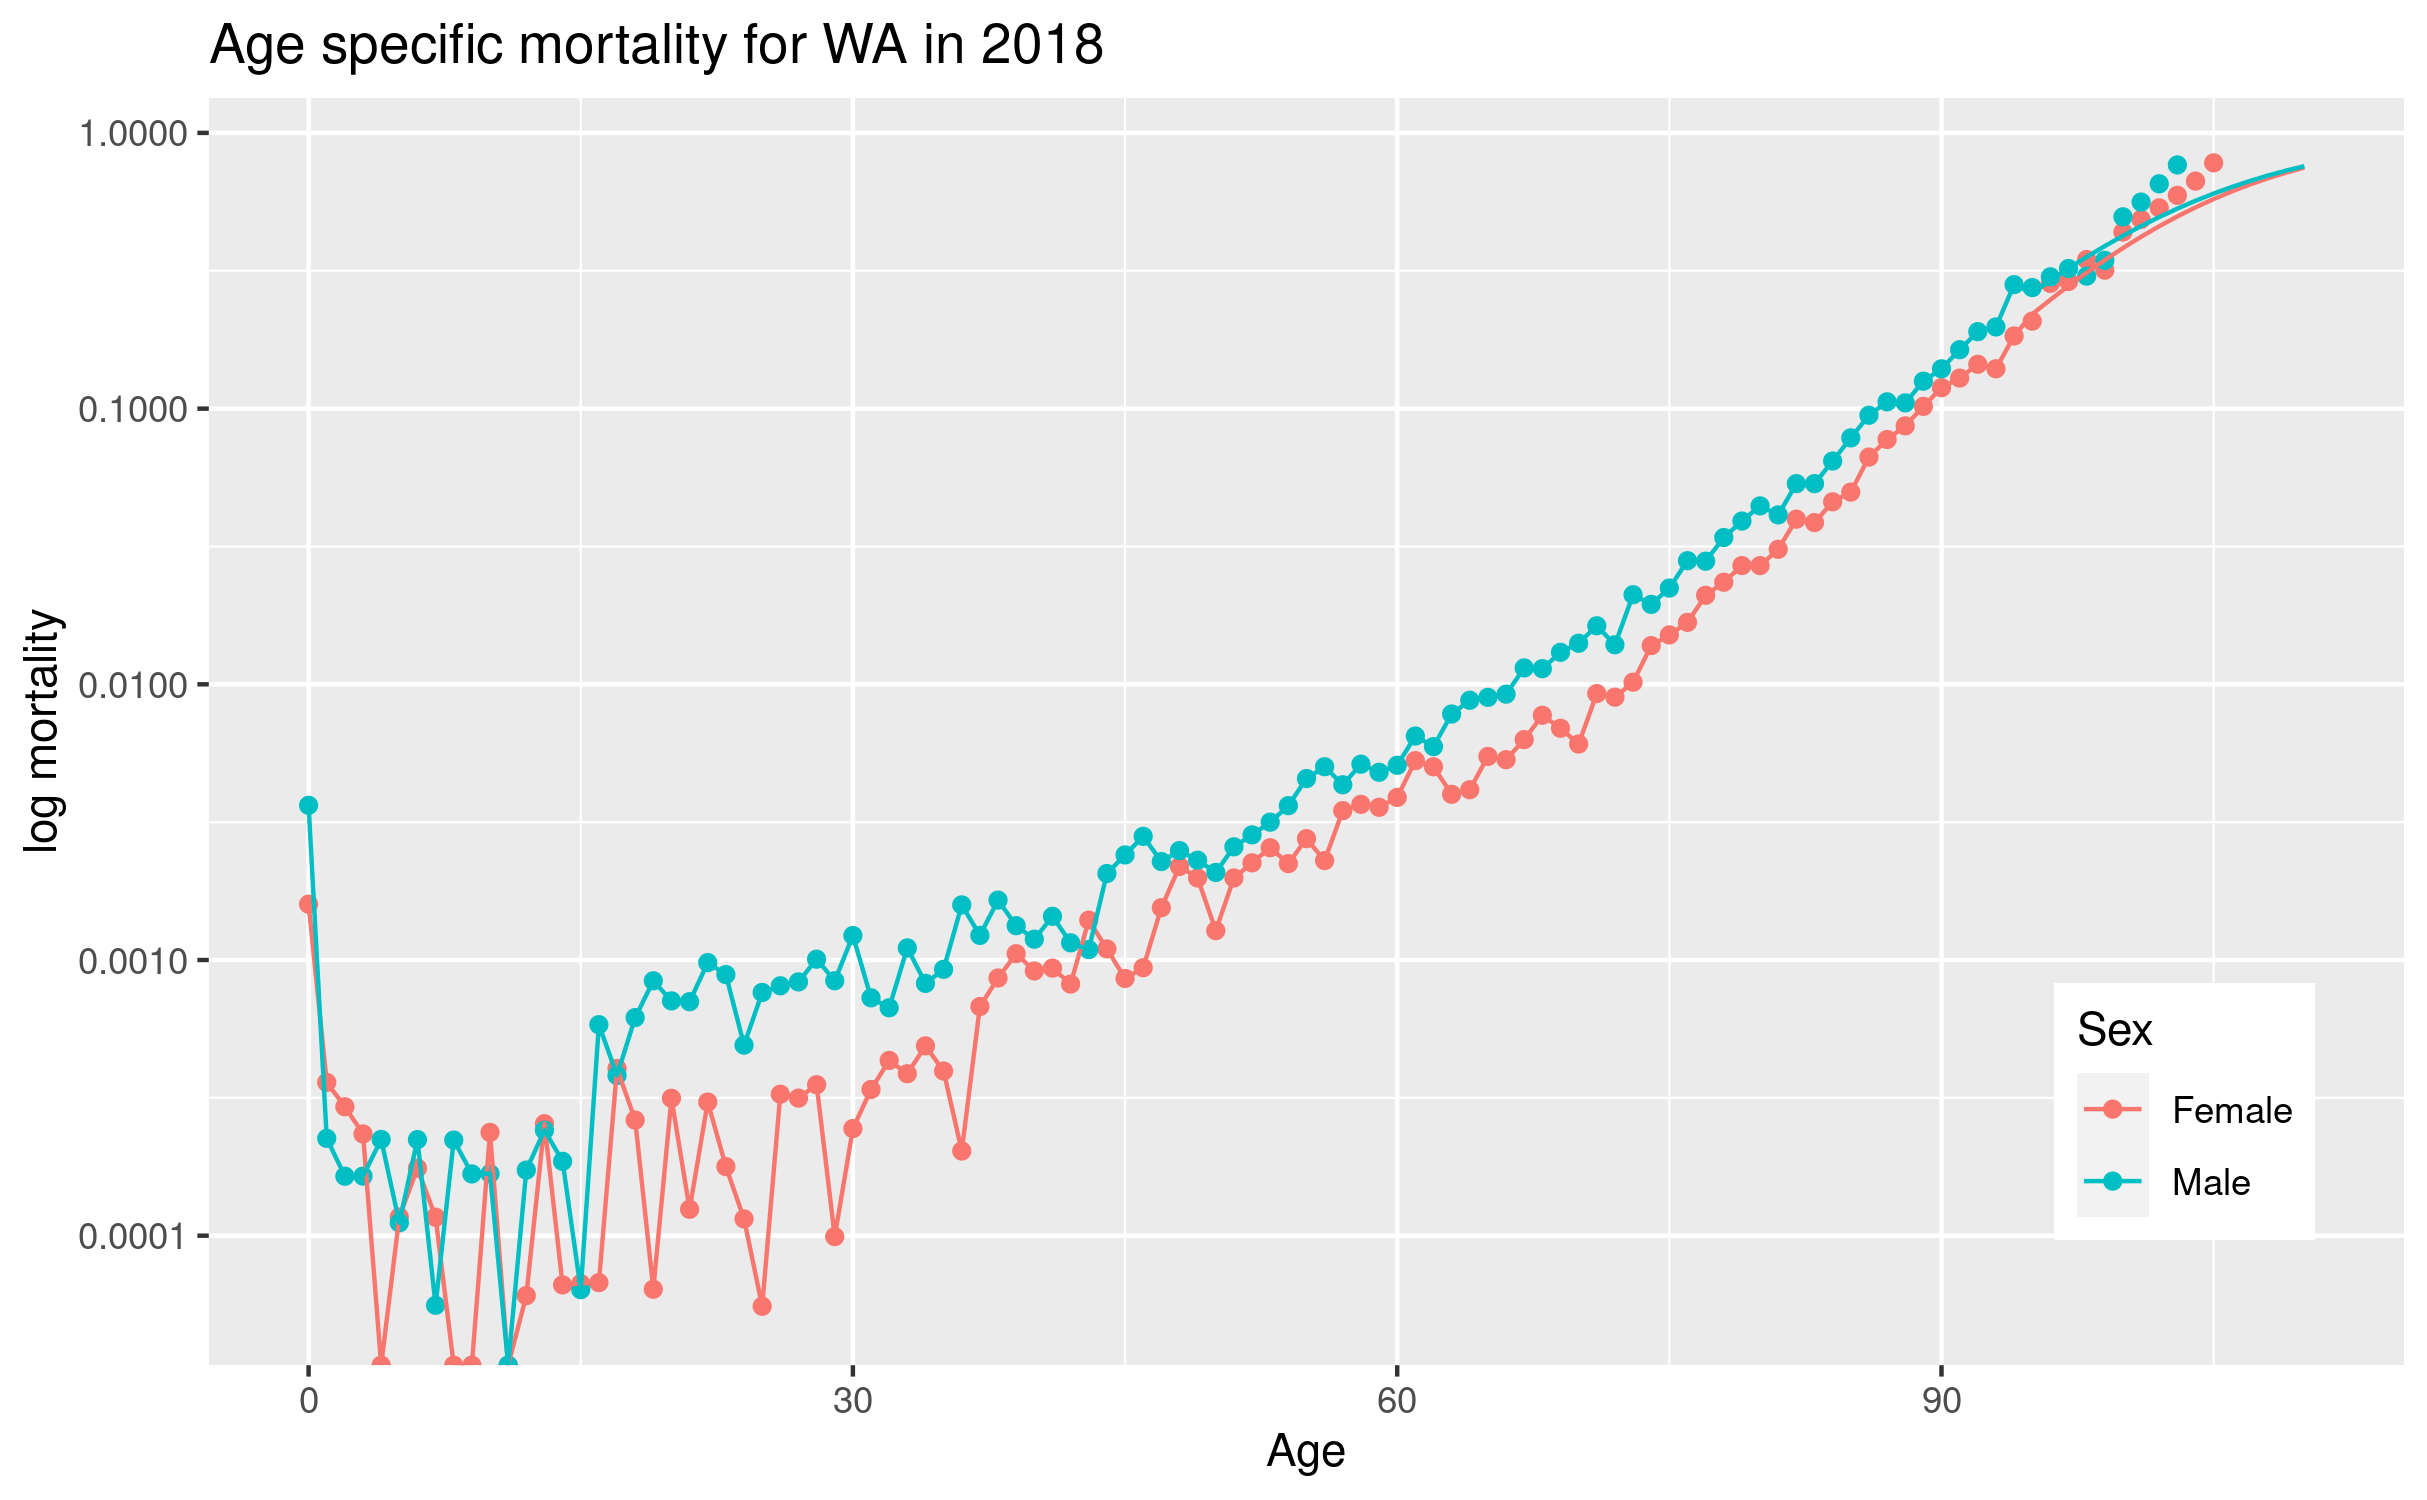 Age specific mortality for WA in 2018
1.0000
0.1000
0.0100
0.0010
0.0001
log mortality
0 30 60 90
Age
Sex
Female
Male